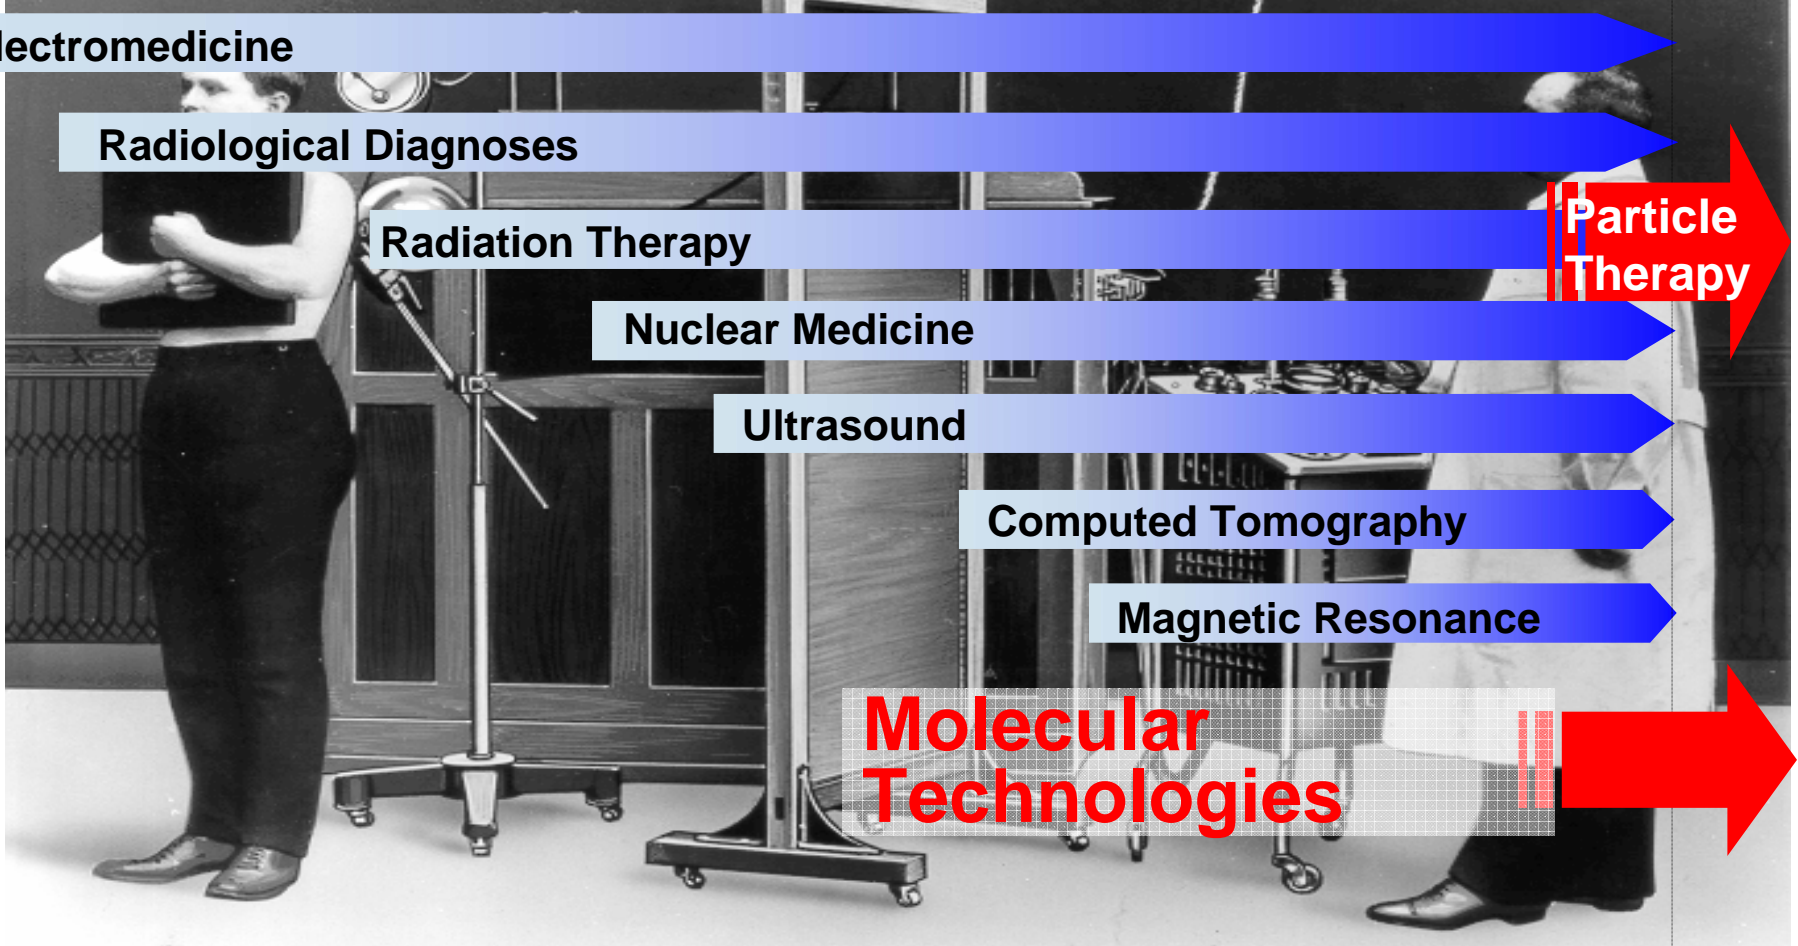 lectromedicine
Radiological Diagnoses
Radiation Therapy
Particle
Therapy
Nuclear Medicine
Ultrasound
Computed Tomography
Magnetic Resonance
Molecular
Technologies